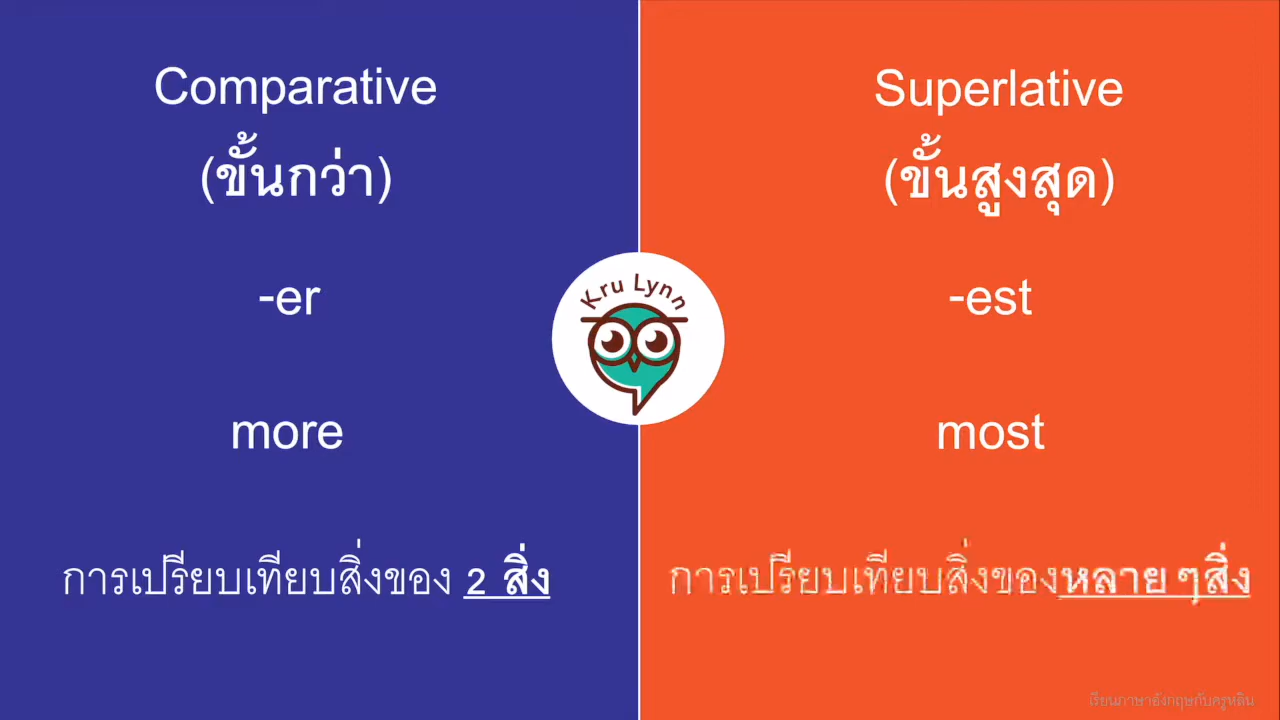 Comparative
(ขั้นกว่า)
-er
more
การเปรียบเทียบสิ่งของ 2 สิ่ง
Kru Lynn
Superlative
(ขั้นสูงสุด)
-est
most
การเปรียบเทียบสิ่งของหลาย ๆ สิ่ง
เรียนภาษาอังกฤษกับครูหลิน